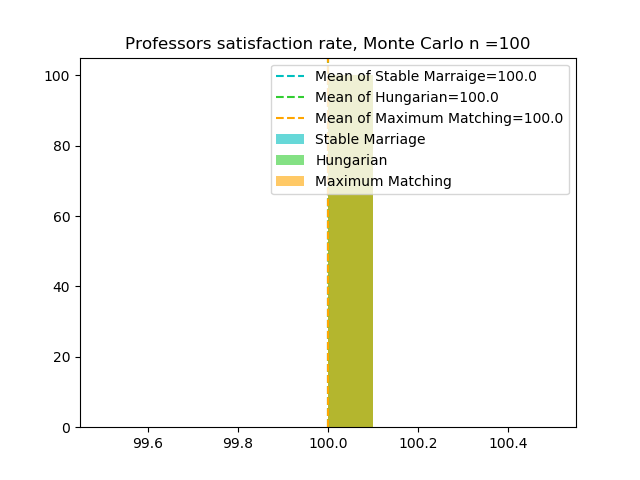 Professors satisfaction rate, Monte Carlo n =100
100
80
60
40
20
0
Mean of Stable Marraige=100.0
Mean of Hungarian=100.0
Mean of Maximum Matching=100.0
Stable Marriage
Hungarian
Maximum Matching
99.6 99.8 100.0 100.2 100.4